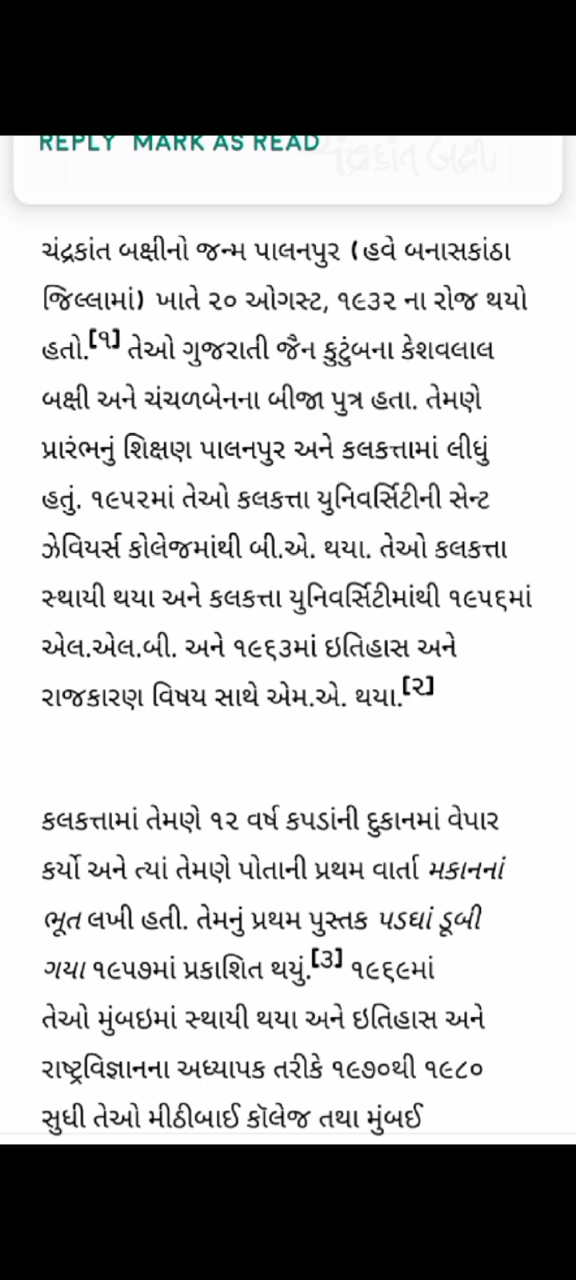 REPLY MARK AS READ
ચંદ્રકાંત બક્ષી
ચંદ્રકાંત બક્ષીનો જન્મ પાલનપુર (હવે બનાસકાંઠા
જિલ્લામાં) ખાતે ૨૦ ઓગસ્ટ, ૧૯૩૨ ના રોજ થયો
હતો.[૧] તેઓ ગુજરાતી જૈન કુટુંબના કેશવલાલ
બક્ષી અને ચંચળબેનના બીજા પુત્ર હતા. તેમણે
પ્રારંભનું શિક્ષણ પાલનપુર અને કલકત્તામાં લીધું
હતું. ૧૯૫૨માં તેઓ કલકત્તા યુનિવર્સિટીની સેન્ટ
ઝેવિયર્સ કોલેજમાંથી બી.એ. થયા. તેઓ કલકત્તા
સ્થાયી થયા અને કલકત્તા યુનિવર્સિટીમાંથી ૧૯૫૬માં
એલ.એલ.બી. અને ૧૯૬૩માં ઇતિહાસ અને
રાજકારણ વિષય સાથે એમ.એ. થયા.[૨]
કલકત્તામાં તેમણે ૧૨ વર્ષ કપડાંની દુકાનમાં વેપાર
કર્યો અને ત્યાં તેમણે પોતાની પ્રથમ વાર્તા મકાનનાં
ભૂત લખી હતી. તેમનું પ્રથમ પુસ્તક પડઘાં ડૂબી
ગયા ૧૯૫૭માં પ્રકાશિત થયું.[૩] ૧૯૬૯માં
તેઓ મુંબઇમાં સ્થાયી થયા અને ઇતિહાસ અને
રાષ્ટ્રવિજ્ઞાનના અધ્યાપક તરીકે ૧૯૭૦થી ૧૯૮૦
સુધી તેઓ મીઠીબાઈ કૉલેજ તથા મુંબઈ